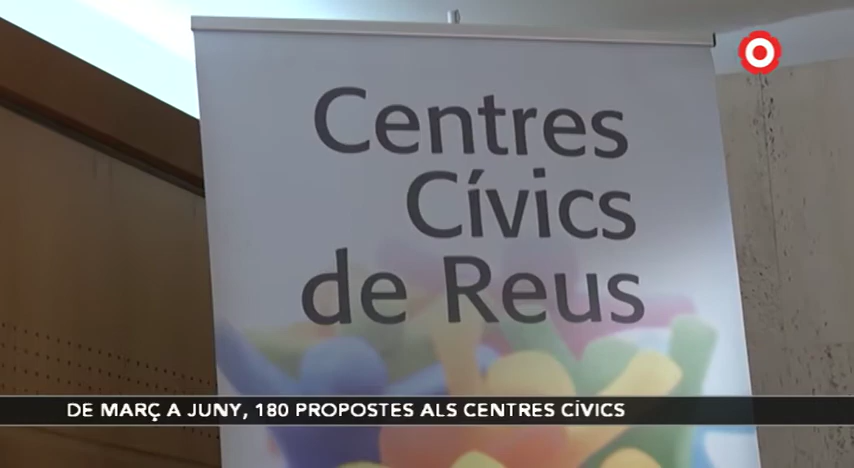 Centres
Cívics
de Reus
DE MARÇ A JUNY, 180 PROPOSTES ALS CENTRES CÍVICS